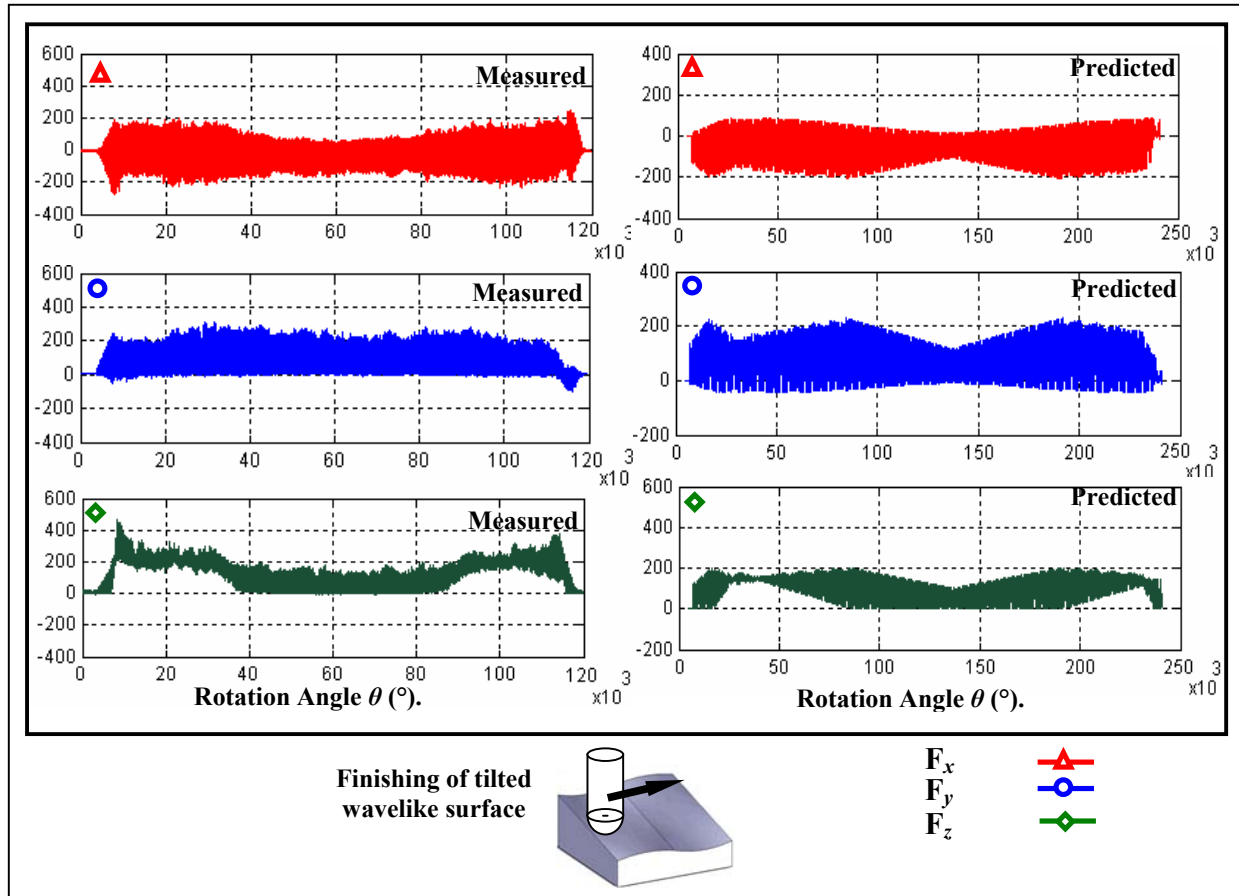 600
400
200
0
-200
-400
Measured
0 20 40 60 80 100 120
x10 3
400
200
0
-200
-400
Predicted
0 50 100 150 200 250
x10 3
600
400
200
0
-200
-400
Measured
0 20 40 60 80 100 120
x10 3
400
200
0
-200
Predicted
0 50 100 150 200 250
x10 3
600
400
200
0
-200
-400
Measured
0 20 40 60 80 100 120
x10 3
Rotation Angle θ (°).
600
400
200
0
-200
Predicted
0 50 100 150 200 250
x10 3
Rotation Angle θ (°).
Finishing of tilted
wavelike surface
Fx
Fy
Fz